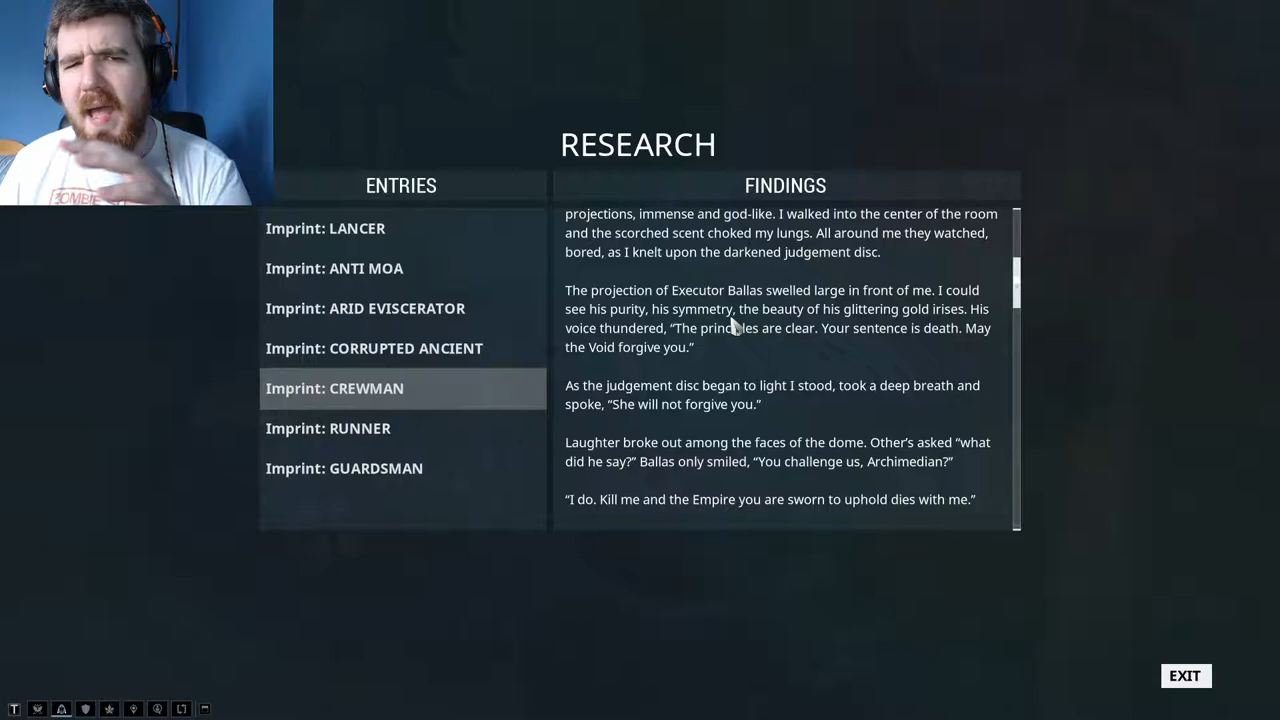 RESEARCH
ENTRIES
FINDINGS
Imprint: LANCER
Imprint: ANTI MOA
Imprint: ARID EVISCERATOR
Imprint: CORRUPTED ANCIENT
Imprint: CREWMAN
Imprint: RUNNER
Imprint: GUARDSMAN
projections, immense and god-like. I walked into the center of the room
and the scorched scent choked my lungs. All around me they watched,
bored, as I knelt upon the darkened judgement disc.
The projection of Executor Ballas swelled large in front of me. I could
see his purity, his symmetry, the beauty of his glittering gold irises. His
voice thundered, “The principles are clear. Your sentence is death. May
the Void forgive you.”
As the judgement disc began to light I stood, took a deep breath and
spoke, “She will not forgive you.”
Laughter broke out among the faces of the dome. Other’s asked “what
did he say?” Ballas only smiled, “You challenge us, Archimedian?”
“I do. Kill me and the Empire you are sworn to uphold dies with me.”
EXIT
ZOMBIE
T